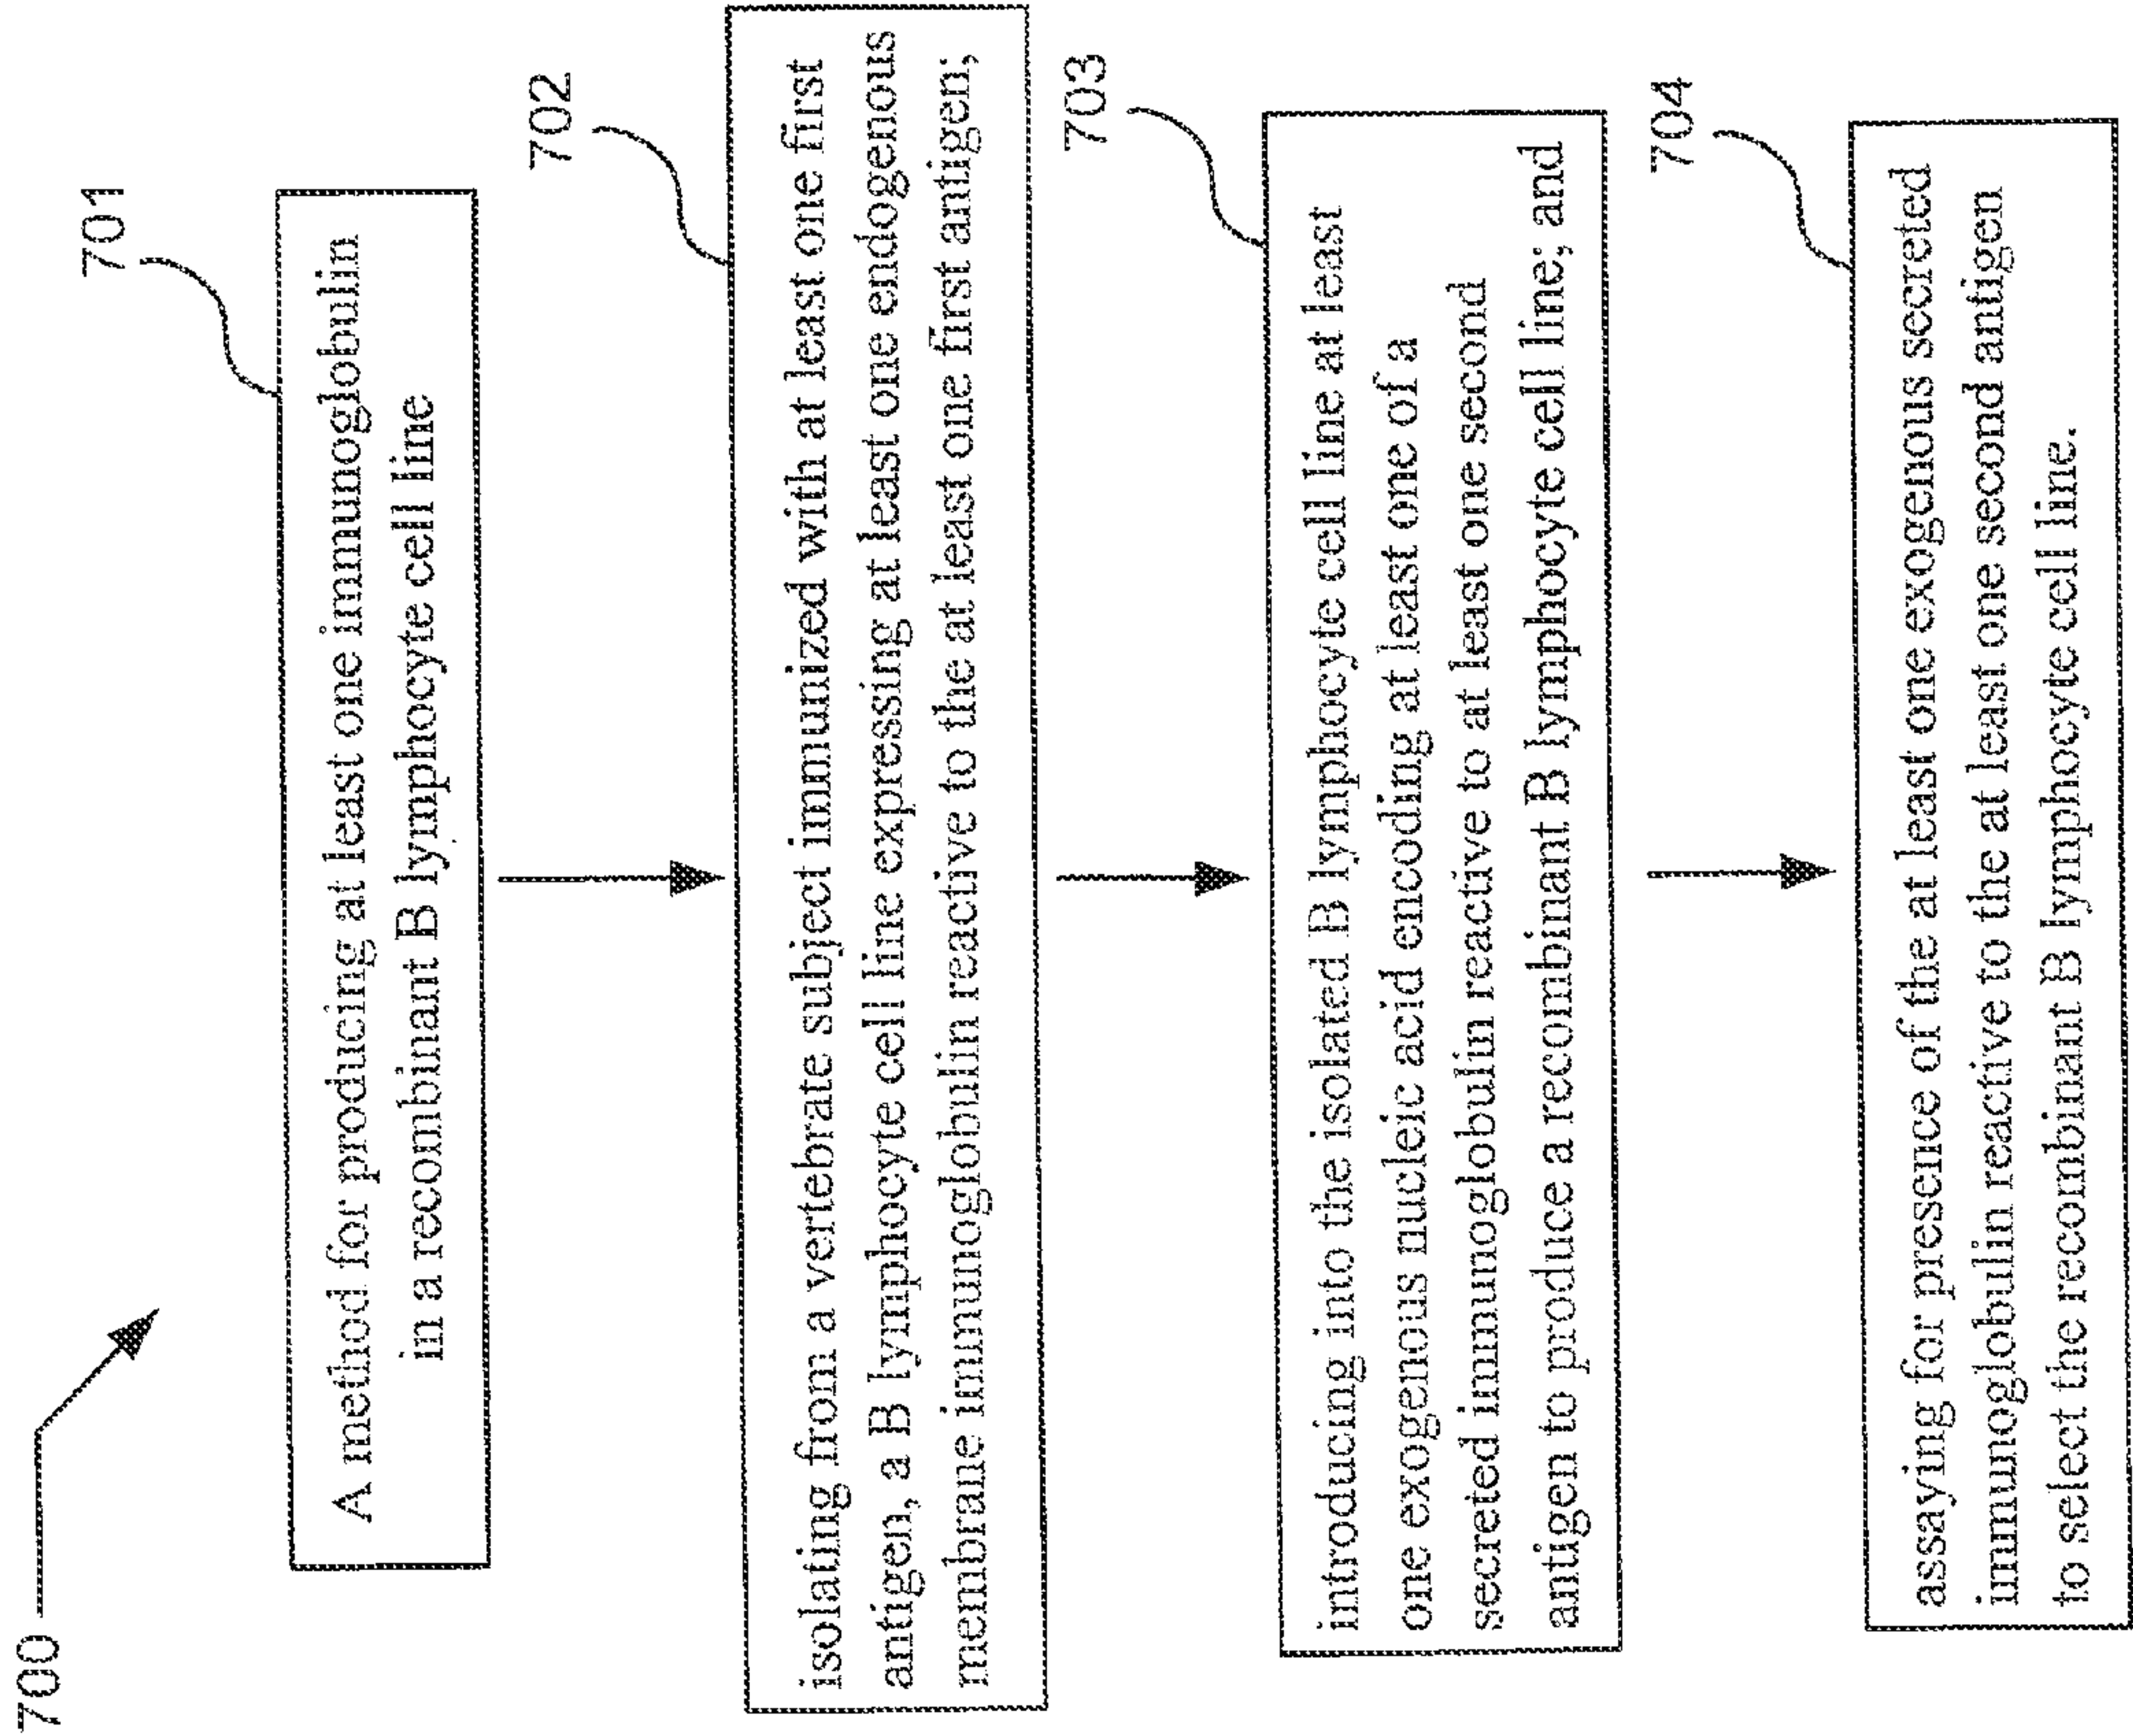 700
701
A method for producing at least one immunoglobulin
in a recombinant B lymphocyte cell line
702
isolating from a vertebrate subject immunized with at least one first
antigen, a B lymphocyte cell line expressing at least one endogenous
membrane immunoglobulin reactive to the at least one first antigen;
703
introducing into the isolated B lymphocyte cell line at least
one exogenous nucleic acid encoding at least one of a
secreted immunoglobulin reactive to at least one second
antigen to produce a recombinant B lymphocyte cell line; and
704
assaying for presence of the at least one exogenous secreted
immunoglobulin reactive to the at least one second antigen
to select the recombinant B lymphocyte cell line.